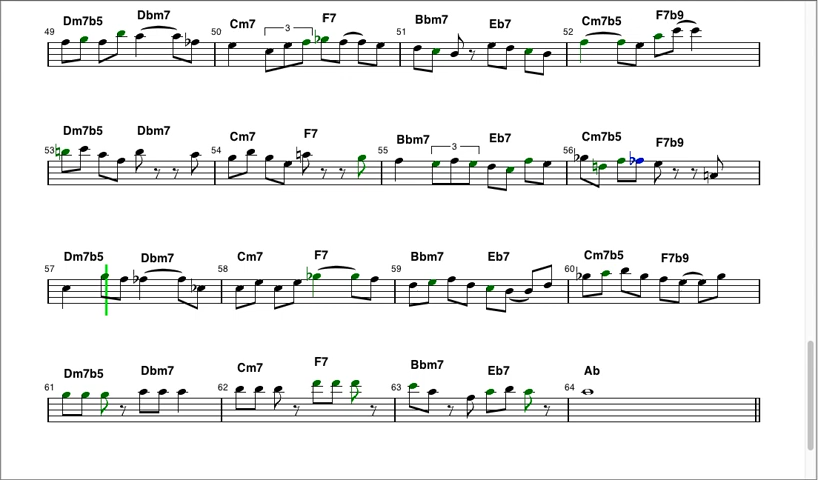 Dm7b5 Dbm7 Cm7 F7 Bbm7 Eb7 Cm7b5 F7b9
49 50 3 51 52
Dm7b5 Dbm7 Cm7 F7 Bbm7 Eb7 Cm7b5 F7b9
53 54 55 3 56
Dm7b5 Dbm7 Cm7 F7 Bbm7 Eb7 Cm7b5 F7b9
57 58 59 60
Dm7b5 Dbm7 Cm7 F7 Bbm7 Eb7 Ab
61 62 63 64